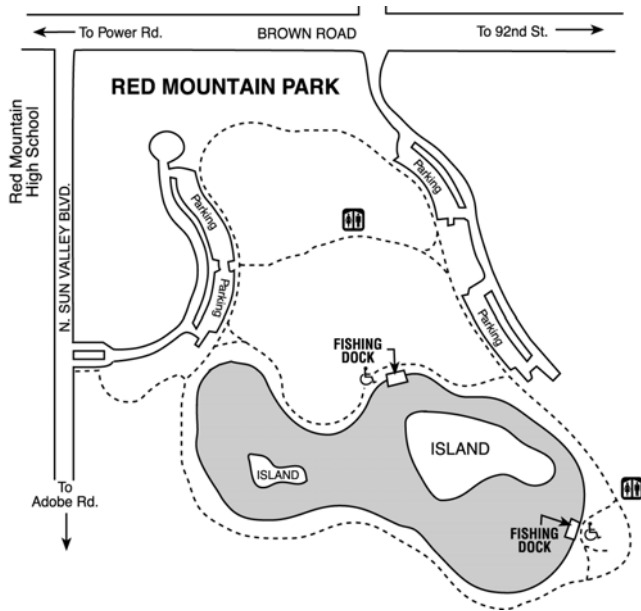 To Power Rd.
BROWN ROAD
To 92nd St.
RED MOUNTAIN PARK
Red Mountain
High School
N. SUN VALLEY BLVD.
Parking
Parking
Parking
Parking
FISHING
DOCK
ISLAND
ISLAND
To
Adobe Rd.
FISHING
DOCK